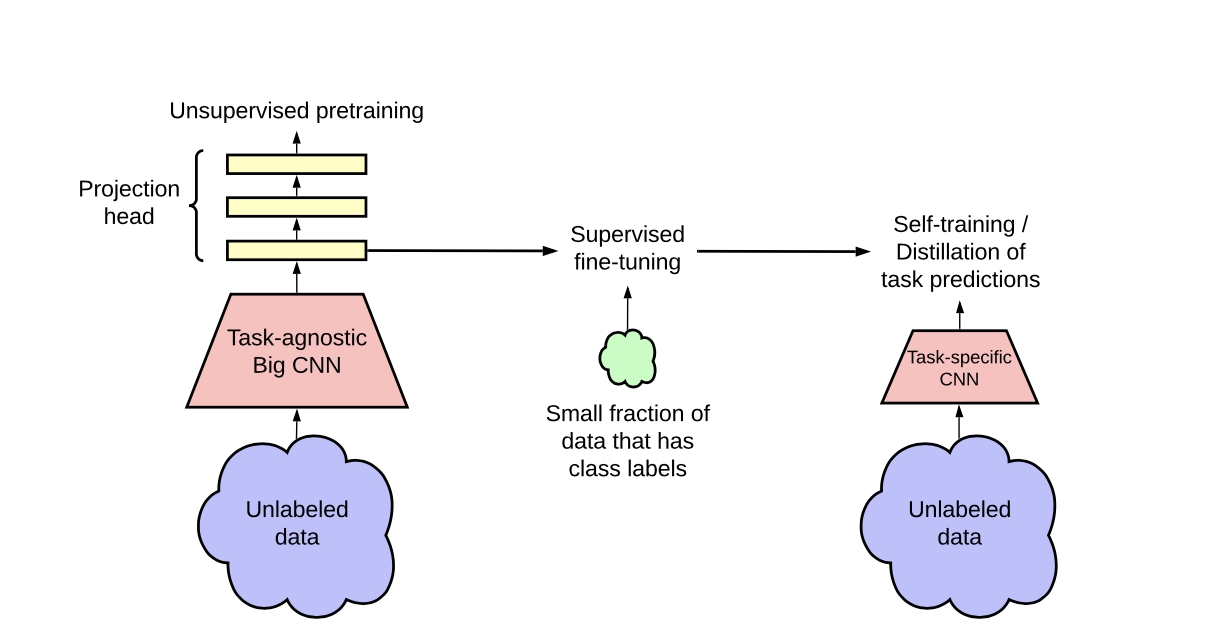 Unsupervised pretraining
Projection
head
Task-agnostic
Big CNN
Unlabeled
data
Supervised
fine-tuning
Small fraction of
data that has
class labels
Self-training /
Distillation of
task predictions
Task-specific
CNN
Unlabeled
data